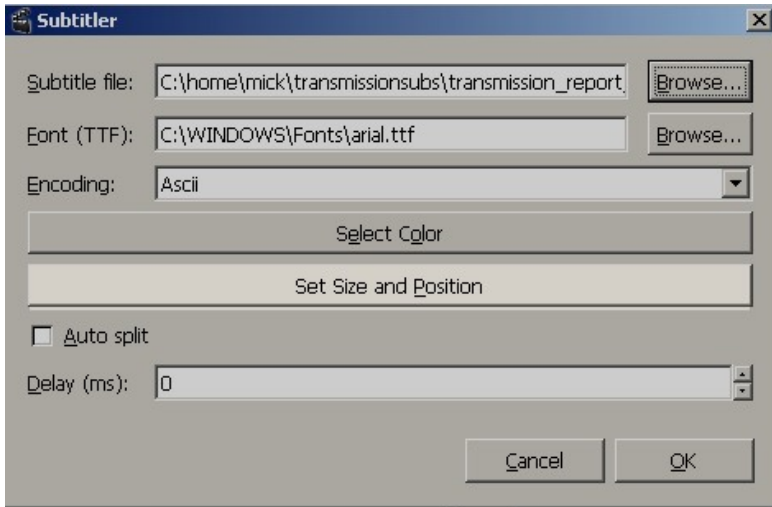 Subtitler
Subtitle file: C:\home\mick\transmissionsubs\transmission_report_ Browse...
Font (TTF): C:\WINDOWS\Fonts\arial.ttf Browse...
Encoding: Ascii
Select Color
Set Size and Position
Auto split
Delay (ms): 0
Cancel OK